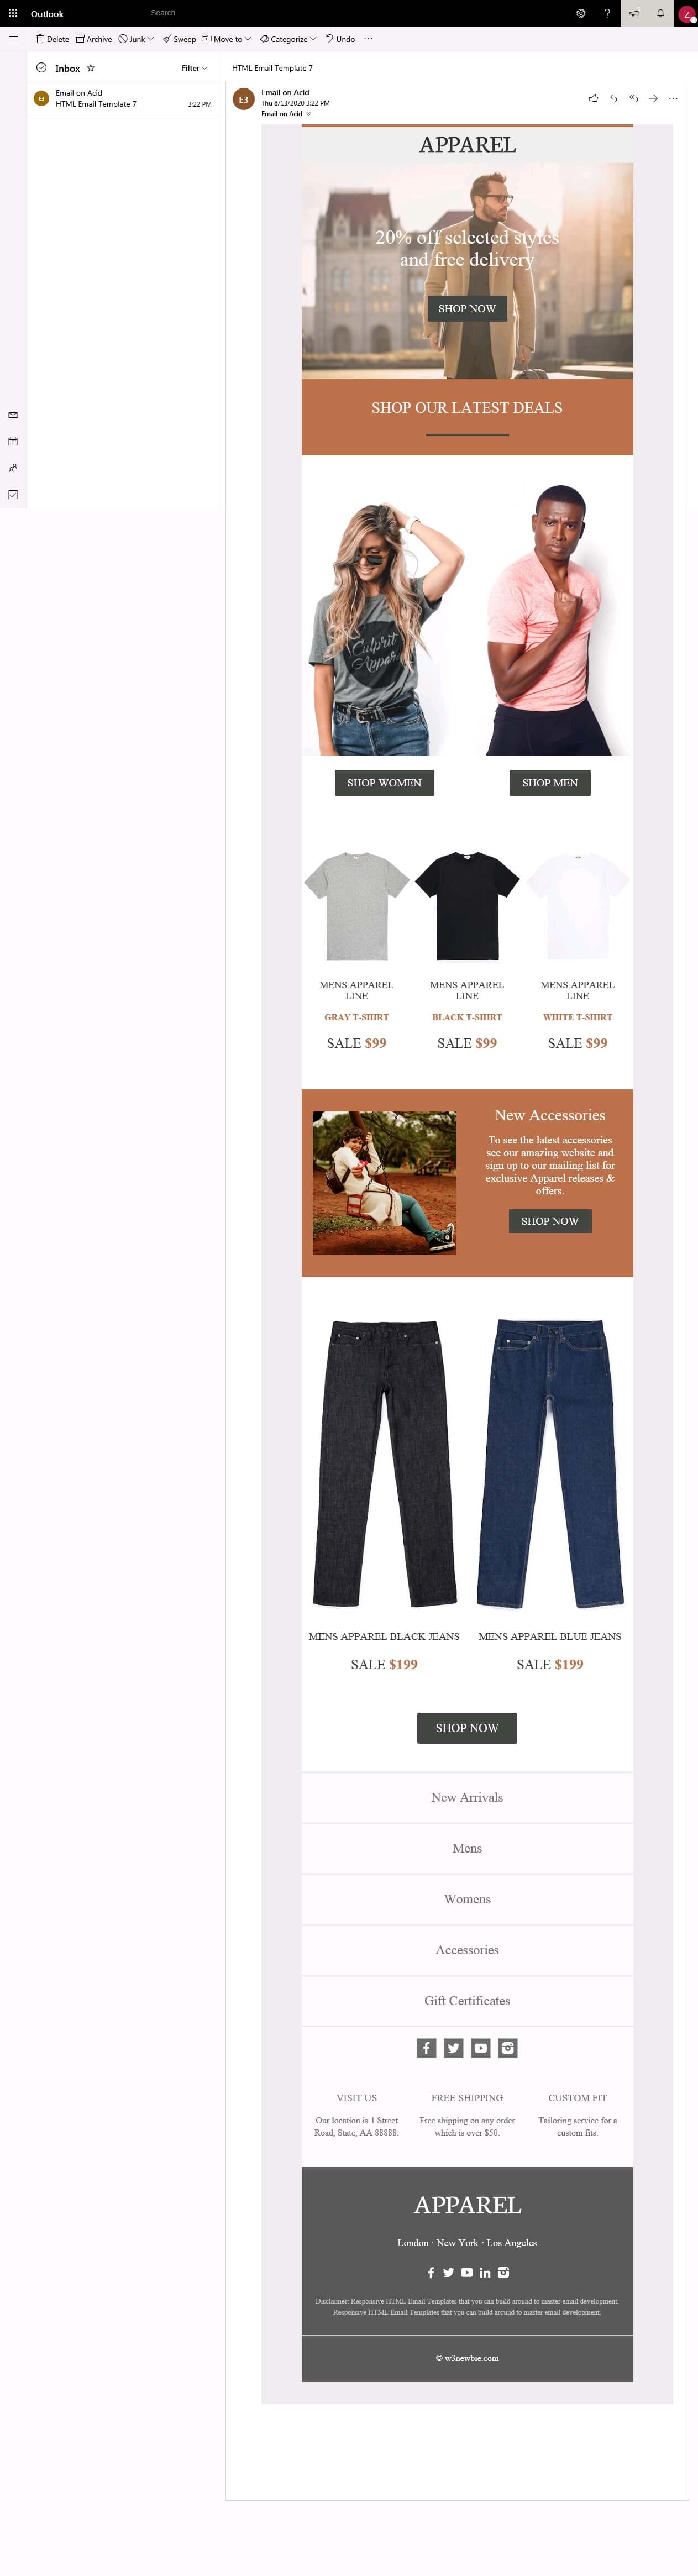 Outlook
Search
?
Z
Delete
Archive
Junk
Sweep
Move to
Categorize
Undo
Inbox
Filter
E3
Email on Acid
HTML Email Template 7
3:22 PM
HTML Email Template 7
E3
Email on Acid
Thu 8/13/2020 3:22 PM
Email on Acid
APPAREL
20% off selected styles
and free delivery
SHOP NOW
SHOP OUR LATEST DEALS
Culprit
Appar
SHOP WOMEN
SHOP MEN
MENS APPAREL
LINE
GRAY T-SHIRT
SALE $99
MENS APPAREL
LINE
BLACK T-SHIRT
SALE $99
MENS APPAREL
LINE
WHITE T-SHIRT
SALE $99
New Accessories
To see the latest accessories
see our amazing website and
sign up to our mailing list for
exclusive Apparel releases &
offers.
SHOP NOW
MENS APPAREL BLACK JEANS
SALE $199
MENS APPAREL BLUE JEANS
SALE $199
SHOP NOW
New Arrivals
Mens
Womens
Accessories
Gift Certificates
VISIT US
Our location is 1 Street
Road, State, AA 88888.
FREE SHIPPING
Free shipping on any order
which is over $50.
CUSTOM FIT
Tailoring service for a
custom fits.
APPAREL
London · New York · Los Angeles
Disclaimer: Responsive HTML Email Templates that you can build around to master email development.
Responsive HTML Email Templates that you can build around to master email development.
© w3newbie.com